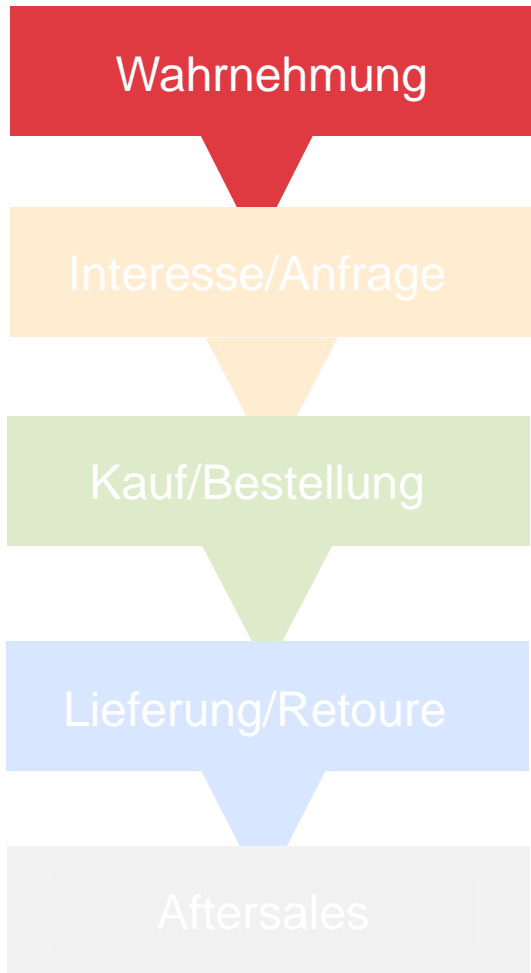 Wahrnehmung
Interesse/Anfrage
Kauf/Bestellung
Lieferung/Retoure
Aftersales